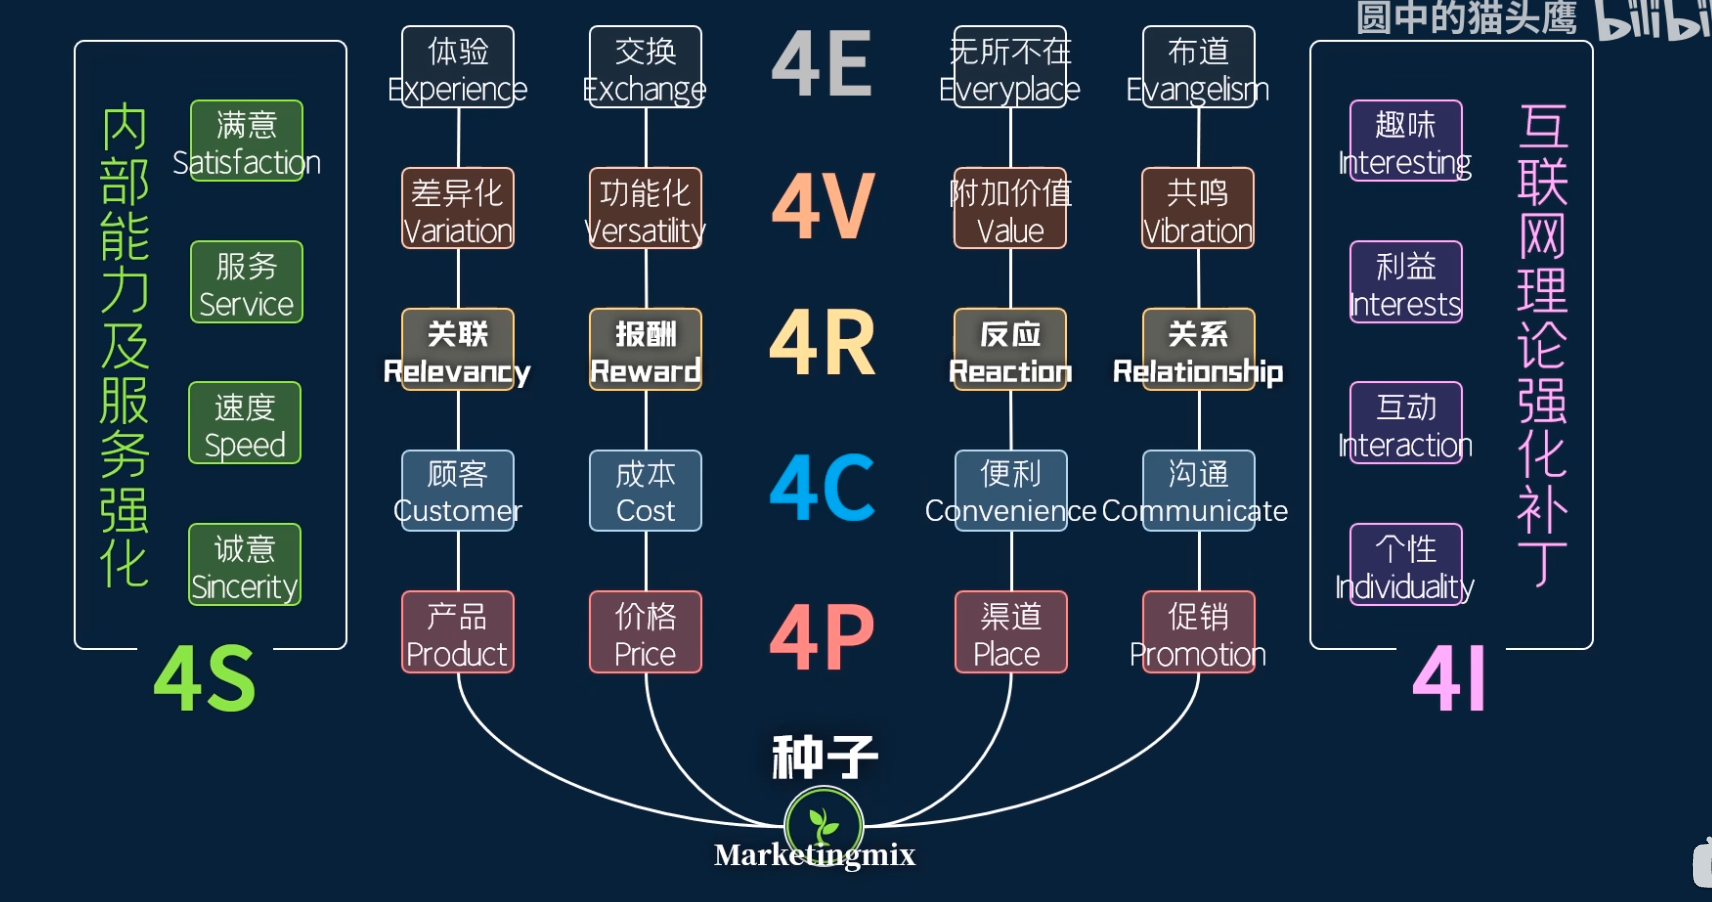 圆中的猫头鹰
体验
Experience
交换
Exchange
4E
无所不在
Everyplace
布道
Evangelism
内部能力及服务强化
满意
Satisfaction
服务
Service
速度
Speed
诚意
Sincerity
4S
差异化
Variation
功能化
Versatility
4V
附加价值
Value
共鸣
Vibration
关联
Relevancy
报酬
Reward
4R
反应
Reaction
关系
Relationship
顾客
Customer
成本
Cost
4C
便利
Convenience
沟通
Communicate
产品
Product
价格
Price
4P
渠道
Place
促销
Promotion
趣味
Interesting
利益
Interests
互动
Interaction
个性
Individuality
互联网理论强化补丁
4I
种子
Marketingmix